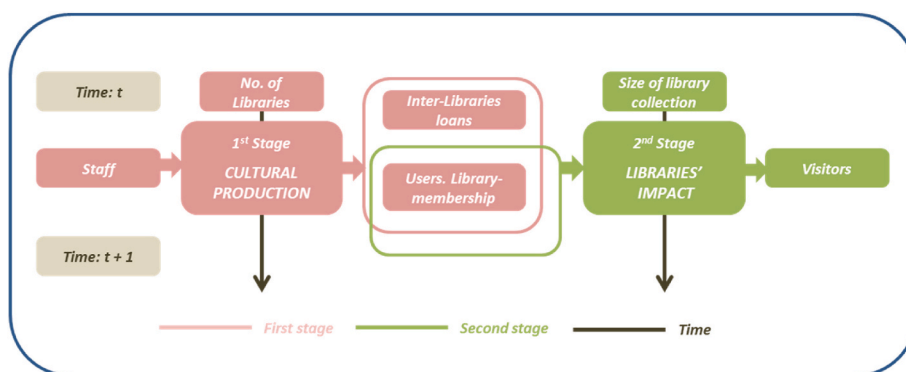 Time: t
No. of
Libraries
Inter-Libraries
loans
Size of library
collection
Staff
1st Stage
CULTURAL
PRODUCTION
Users. Library-
membership
2nd Stage
LIBRARIES'
IMPACT
Visitors
Time: t + 1
First stage
Second stage
Time